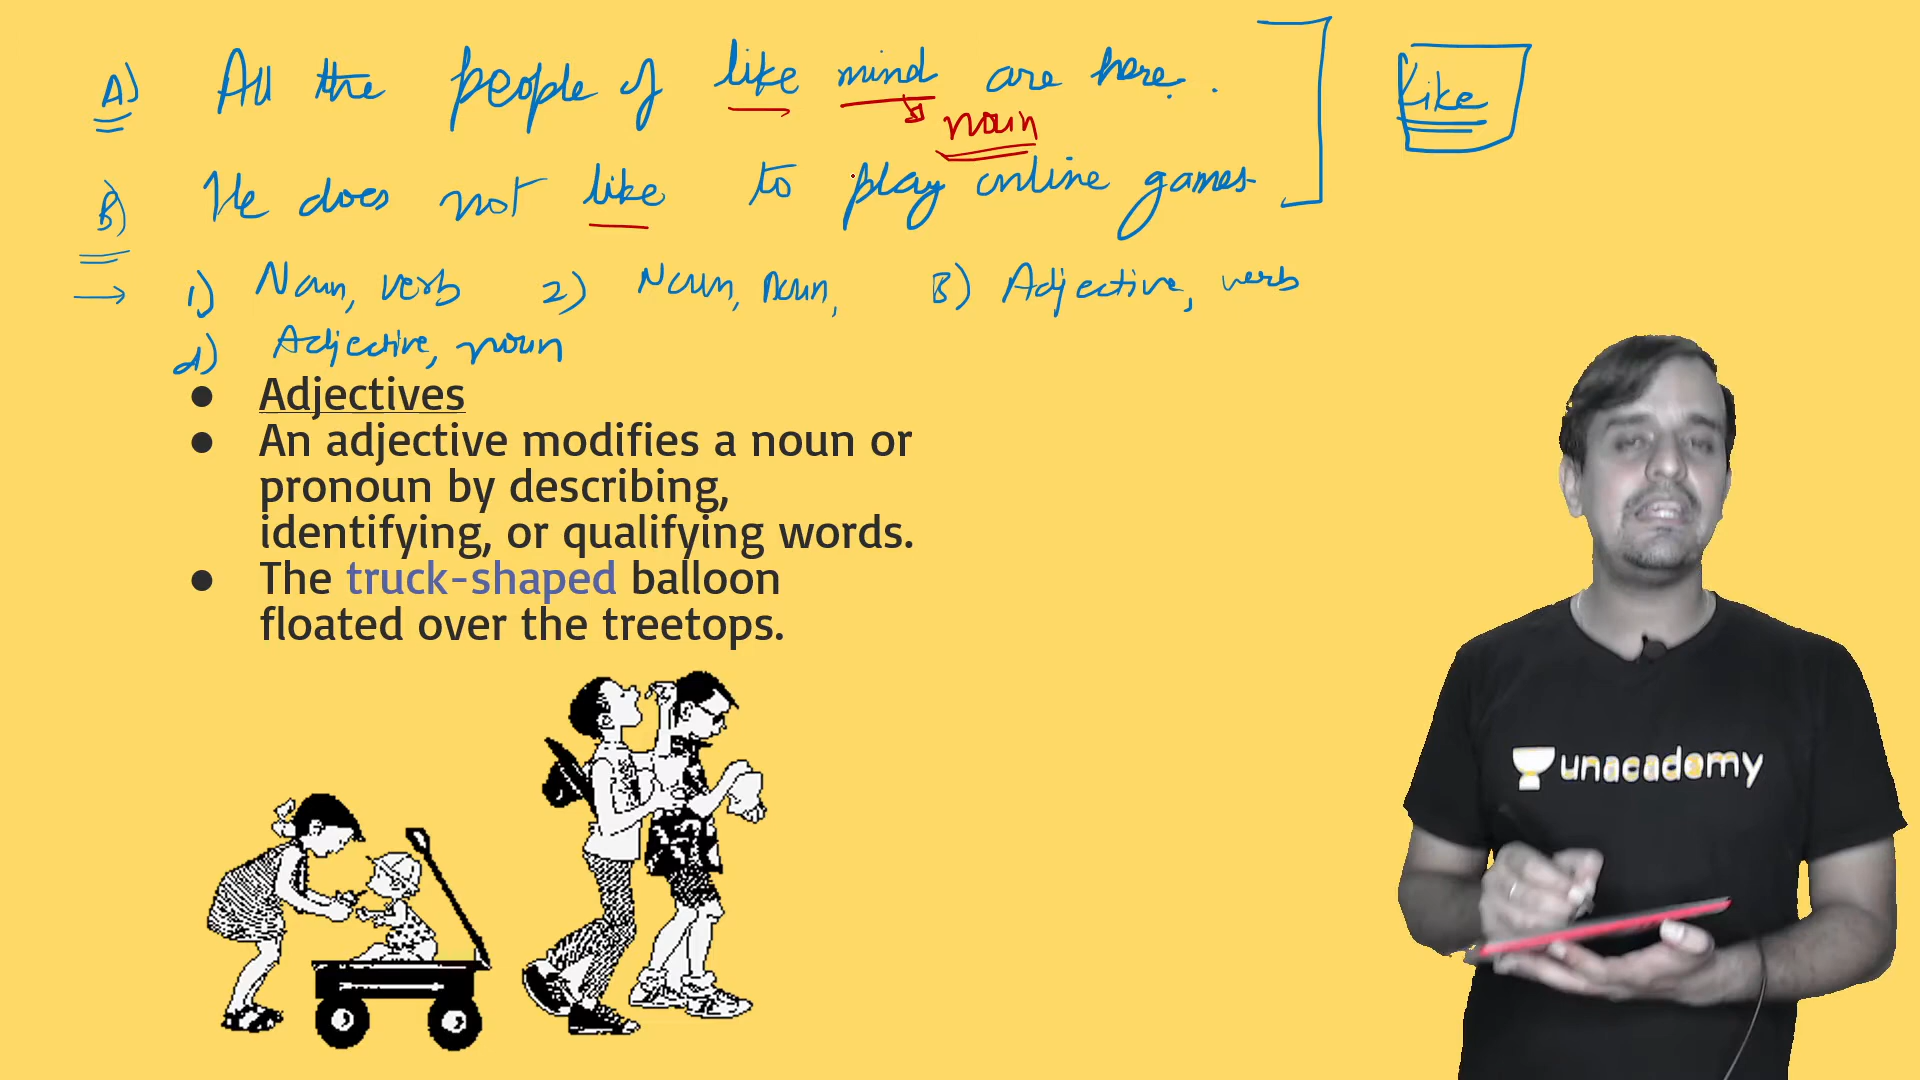 A) All the people of like mind are here.
noun
Like
B) He does not like to play online games
→ 1) Noun, verb 2) Noun, Noun, B) Adjective, verb
d) Adjective, noun
● Adjectives
● An adjective modifies a noun or
pronoun by describing,
identifying, or qualifying words.
● The truck-shaped balloon
floated over the treetops.
unacademy